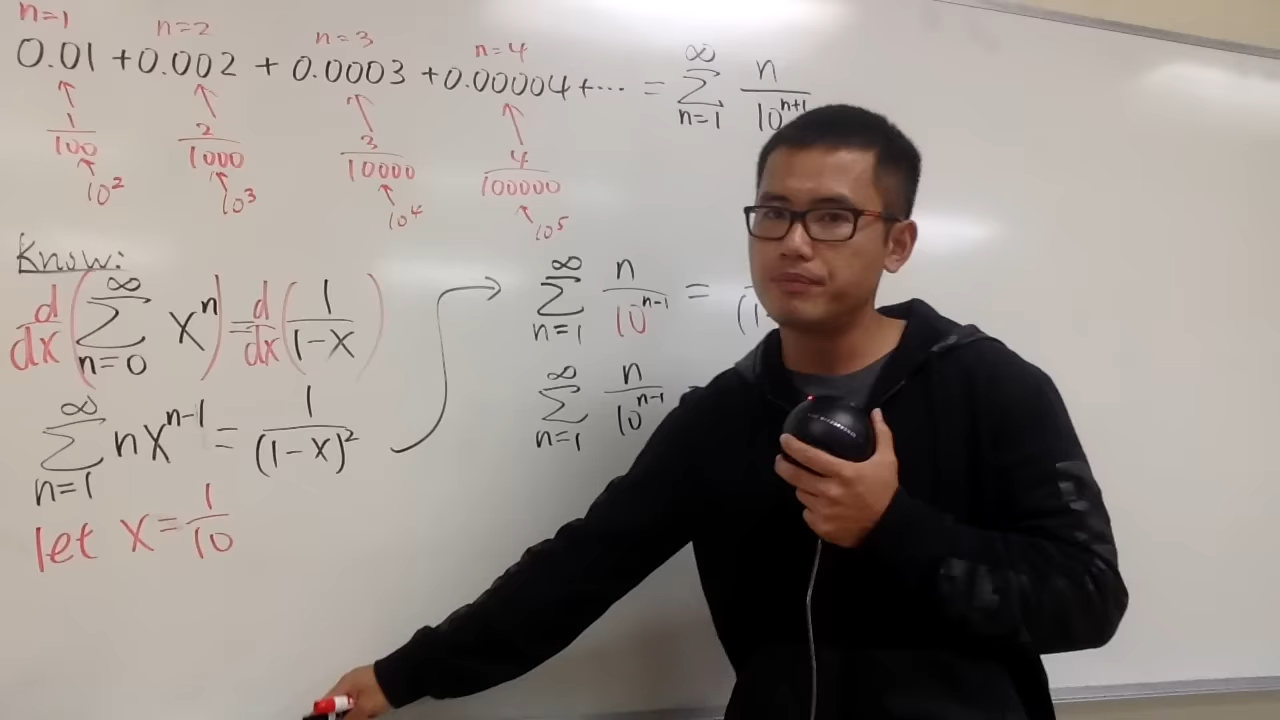 n=1 n=2 n=3 n=4
0.01 + 0.002 + 0.0003 + 0.00004 + ⋯ = ∑_{n=1}^{∞} n/10^{n+1}
1/100 2/1000 3/10000 4/100000
10² 10³ 10⁴ 10⁵
Know:
d/dx (∑_{n=0}^{∞} x^n) = d/dx (1/(1-x))
∑_{n=1}^{∞} nx^{n-1} = 1/(1-x)²
let x = 1/10
∑_{n=1}^{∞} n/10^{n-1} = (1
∑_{n=1}^{∞} n/10^{n-1}